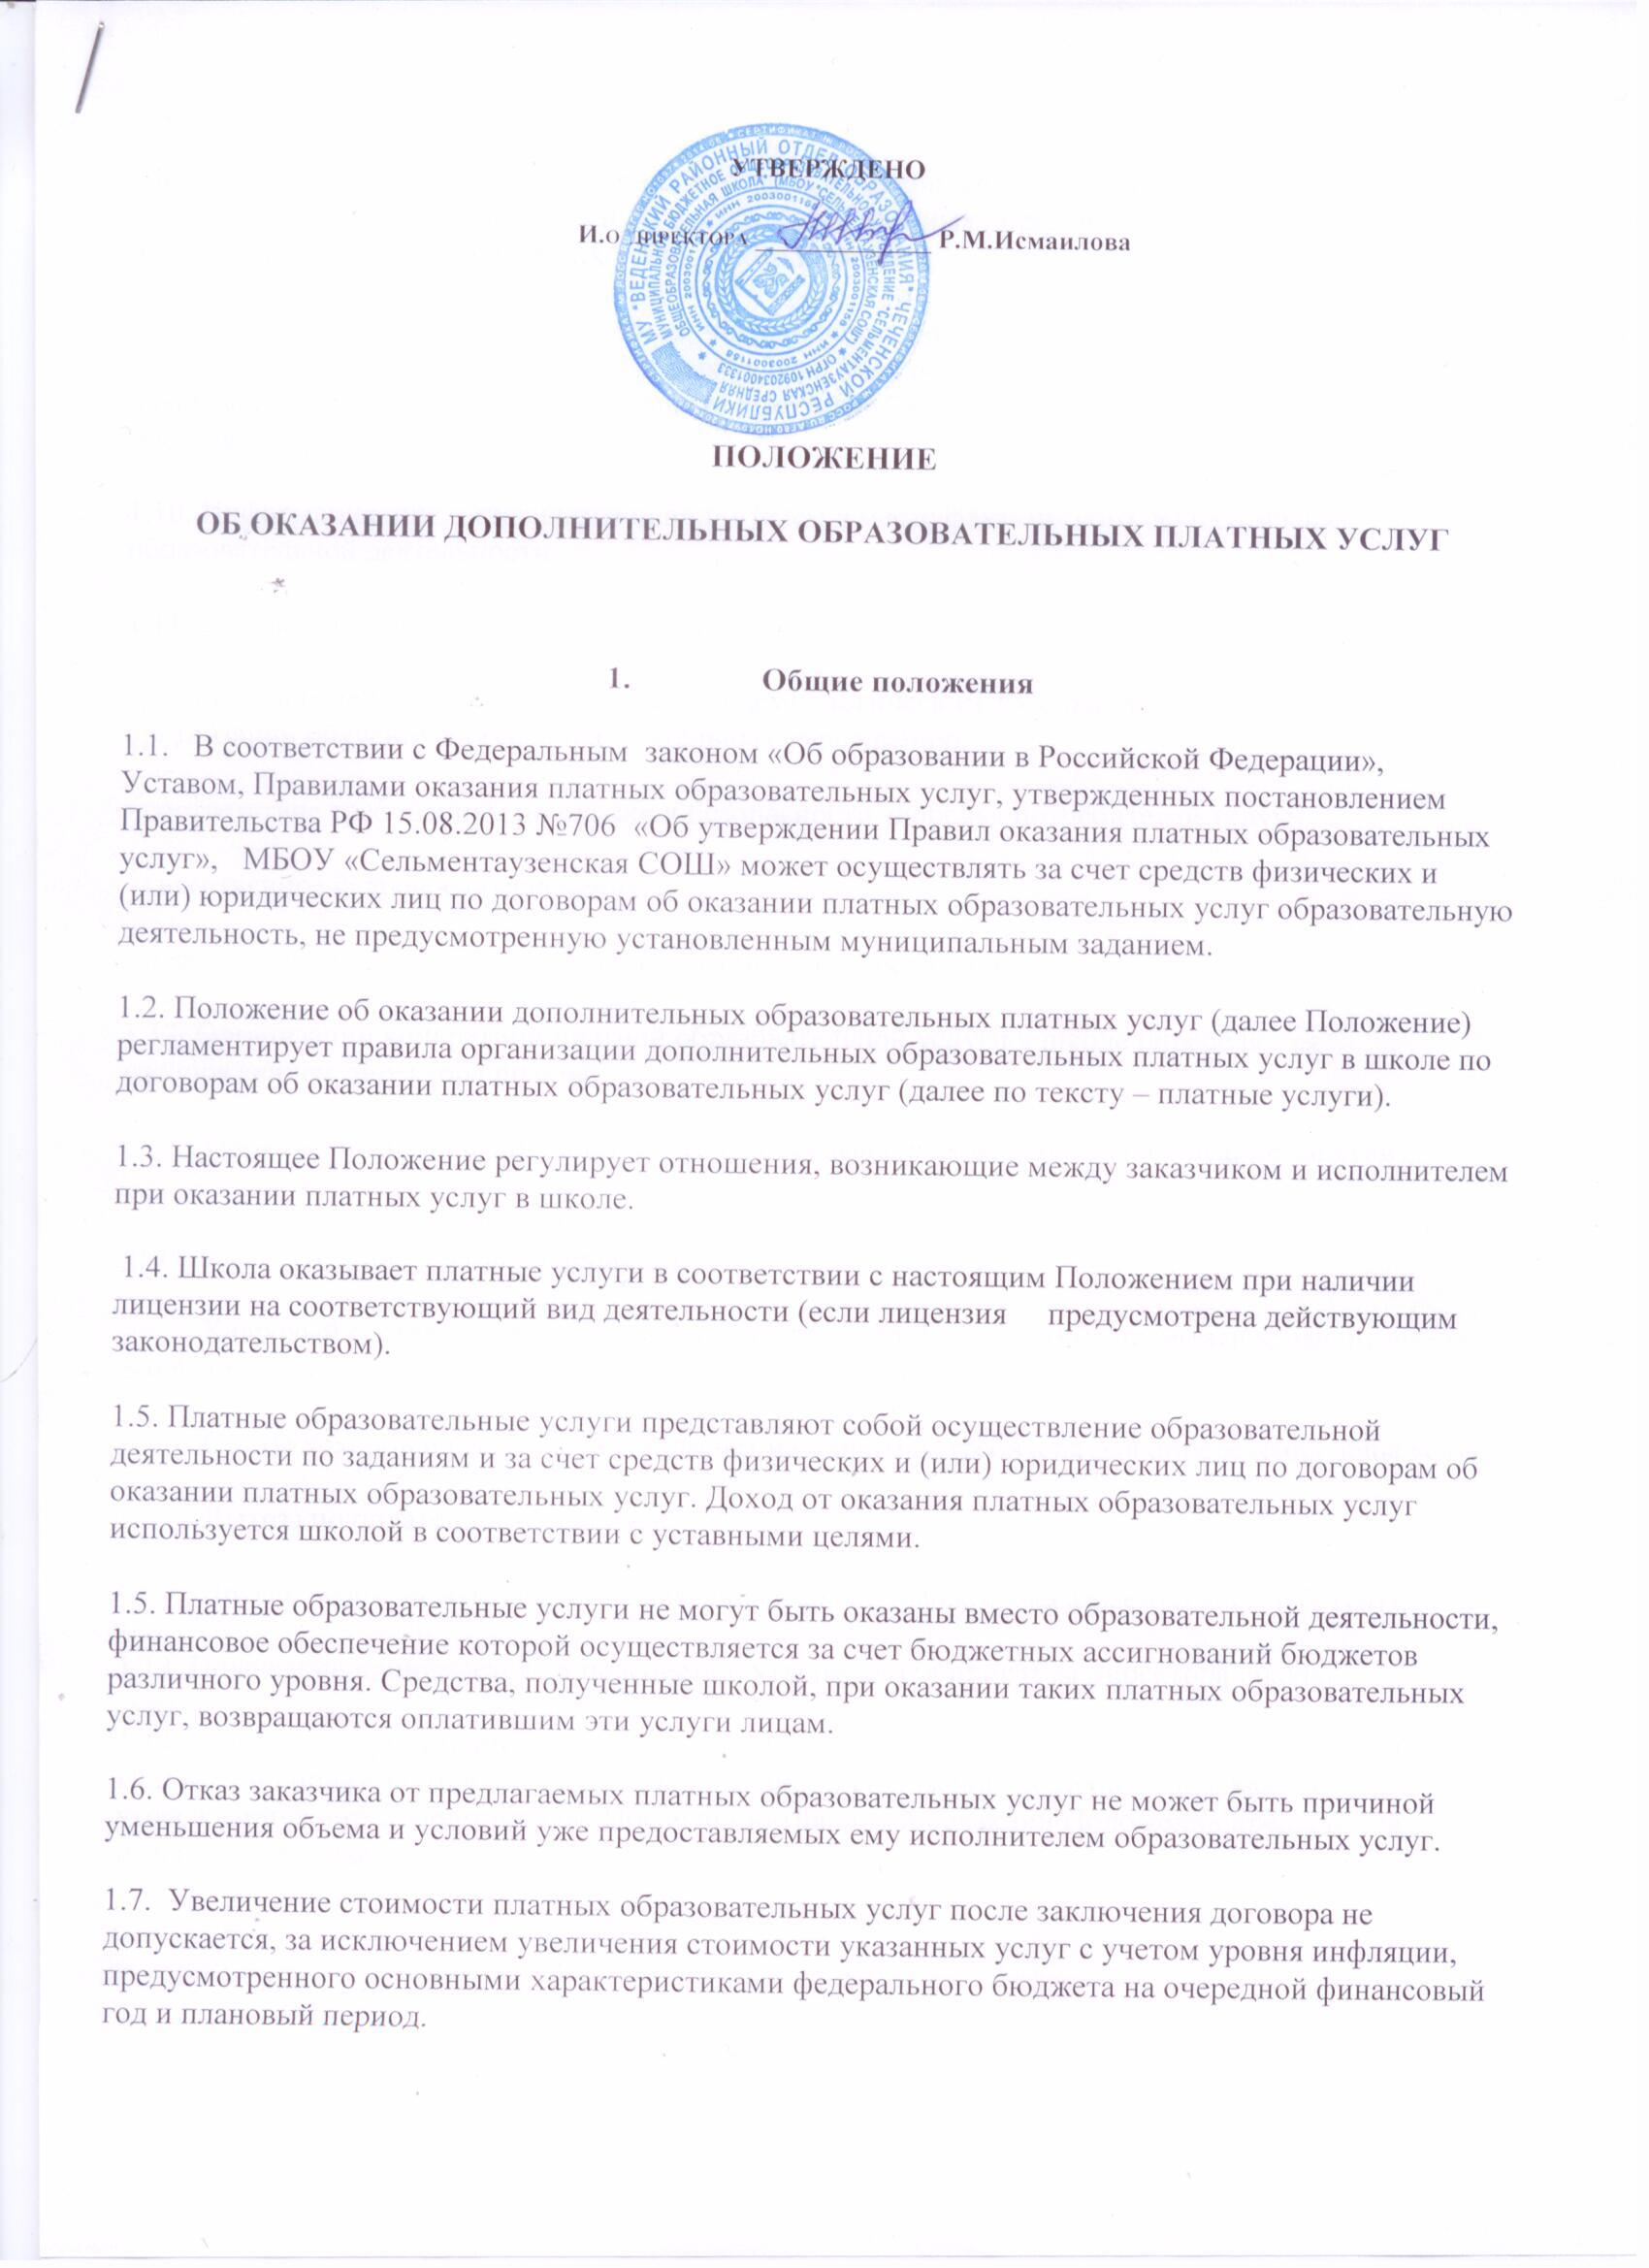 УТВЕРЖДЕНО
И.о ДИРЕКТОРА Р.М.Исмаилова
МУ "ВЕДЕНСКИЙ РАЙОННЫЙ ОТДЕЛ ОБРАЗОВАНИЯ" ЧЕЧЕНСКОЙ РЕСПУБЛИКИ
ОГРН 1092034001333
ИНН 2003001158
ПОЛОЖЕНИЕ
ОБ ОКАЗАНИИ ДОПОЛНИТЕЛЬНЫХ ОБРАЗОВАТЕЛЬНЫХ ПЛАТНЫХ УСЛУГ
1. Общие положения
1.1. В соответствии с Федеральным законом «Об образовании в Российской Федерации»,
Уставом, Правилами оказания платных образовательных услуг, утвержденных постановлением
Правительства РФ 15.08.2013 №706 «Об утверждении Правил оказания платных образовательных
услуг», МБОУ «Сельментаузенская СОШ» может осуществлять за счет средств физических и
(или) юридических лиц по договорам об оказании платных образовательных услуг образовательную
деятельность, не предусмотренную установленным муниципальным заданием.
1.2. Положение об оказании дополнительных образовательных платных услуг (далее Положение)
регламентирует правила организации дополнительных образовательных платных услуг в школе по
договорам об оказании платных образовательных услуг (далее по тексту – платные услуги).
1.3. Настоящее Положение регулирует отношения, возникающие между заказчиком и исполнителем
при оказании платных услуг в школе.
1.4. Школа оказывает платные услуги в соответствии с настоящим Положением при наличии
лицензии на соответствующий вид деятельности (если лицензия предусмотрена действующим
законодательством).
1.5. Платные образовательные услуги представляют собой осуществление образовательной
деятельности по заданиям и за счет средств физических и (или) юридических лиц по договорам об
оказании платных образовательных услуг. Доход от оказания платных образовательных услуг
используется школой в соответствии с уставными целями.
1.5. Платные образовательные услуги не могут быть оказаны вместо образовательной деятельности,
финансовое обеспечение которой осуществляется за счет бюджетных ассигнований бюджетов
различного уровня. Средства, полученные школой, при оказании таких платных образовательных
услуг, возвращаются оплатившим эти услуги лицам.
1.6. Отказ заказчика от предлагаемых платных образовательных услуг не может быть причиной
уменьшения объема и условий уже предоставляемых ему исполнителем образовательных услуг.
1.7. Увеличение стоимости платных образовательных услуг после заключения договора не
допускается, за исключением увеличения стоимости указанных услуг с учетом уровня инфляции,
предусмотренного основными характеристиками федерального бюджета на очередной финансовый
год и плановый период.